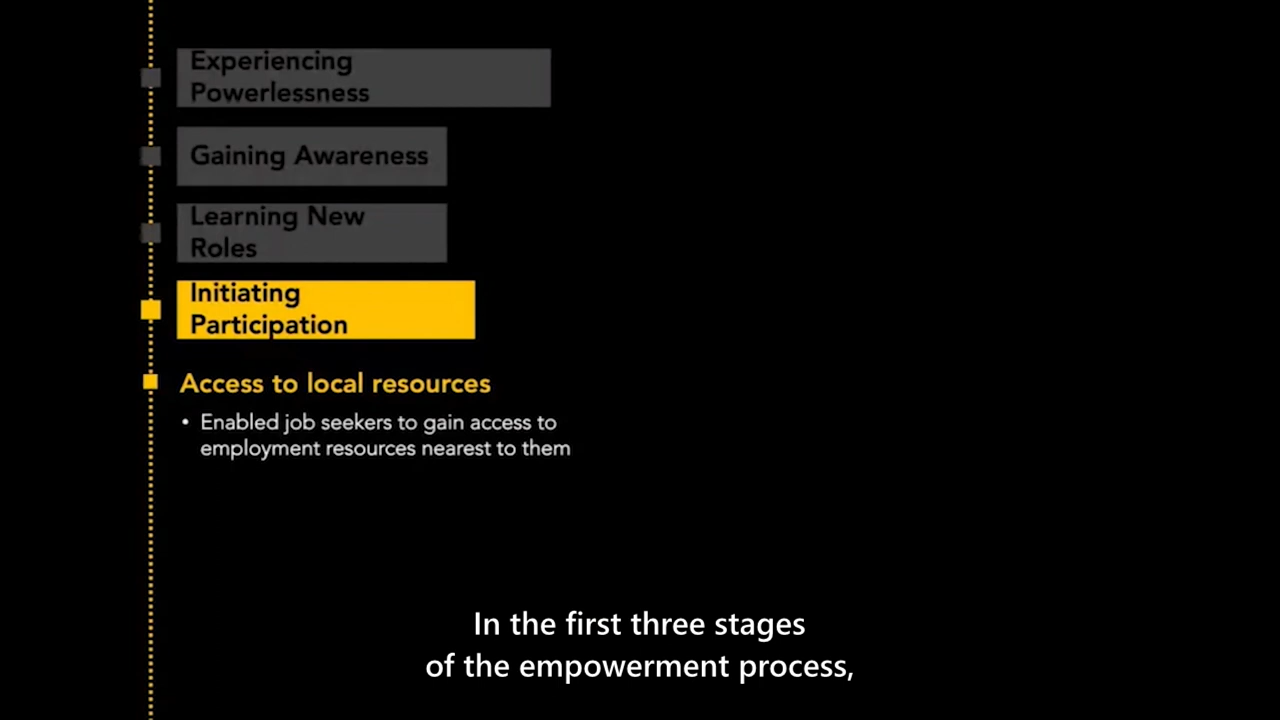 Experiencing
Powerlessness
Gaining Awareness
Learning New
Roles
Initiating
Participation
Access to local resources
• Enabled job seekers to gain access to
employment resources nearest to them
In the first three stages
of the empowerment process,